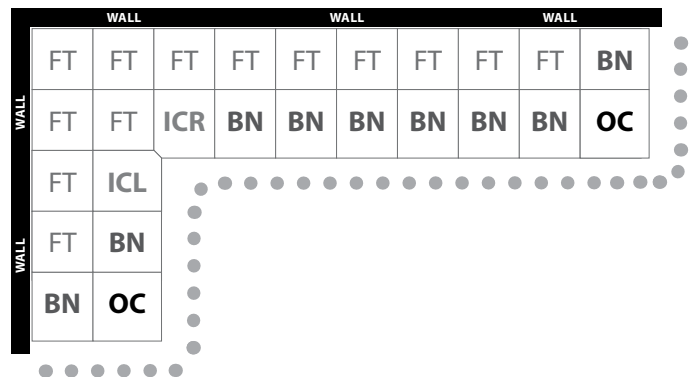 WALL WALL WALL
FT FT FT FT FT FT FT FT FT BN
WALL
FT FT ICR BN BN BN BN BN BN OC
FT ICL
FT BN
WALL
BN OC